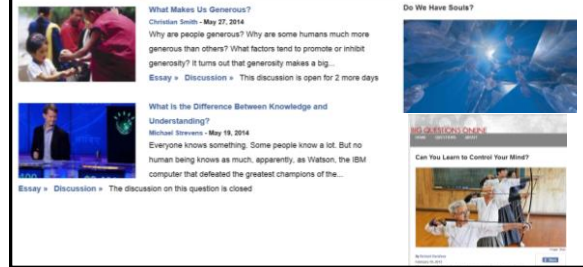 What Makes Us Generous?
Christian Smith - May 27, 2014
Why are people generous? Why are some humans much more
generous than others? What factors tend to promote or inhibit
generosity? It turns out that generosity makes a big...
Essay » Discussion » This discussion is open for 2 more days
What Is the Difference Between Knowledge and
Understanding?
Michael Strevens - May 19, 2014
Everyone knows something. Some people know a lot. But no
human being knows as much, apparently, as Watson, the IBM
computer that defeated the greatest champions of the...
Essay » Discussion » The discussion on this question is closed
Do We Have Souls?
BIG QUESTIONS ONLINE
HOME QUESTIONS ABOUT
Can You Learn to Control Your Mind?